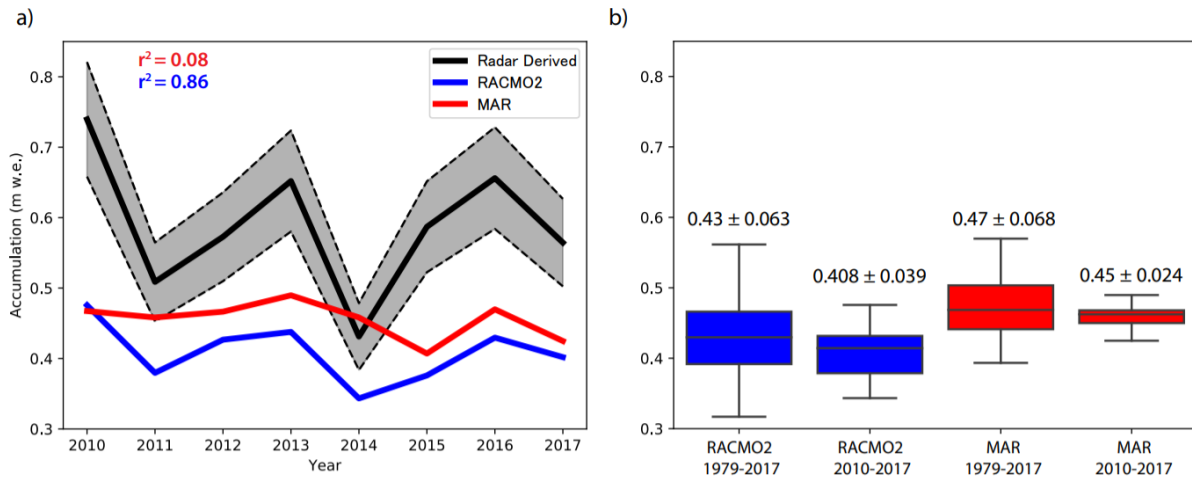 a)
r² = 0.08
r² = 0.86
Radar Derived
RACMO2
MAR
Accumulation (m w.e.)
0.8
0.7
0.6
0.5
0.4
0.3
2010 2011 2012 2013 2014 2015 2016 2017
Year
b)
0.8
0.7
0.6
0.5
0.4
0.3
0.43 ± 0.063
0.408 ± 0.039
0.47 ± 0.068
0.45 ± 0.024
RACMO2
1979-2017
RACMO2
2010-2017
MAR
1979-2017
MAR
2010-2017